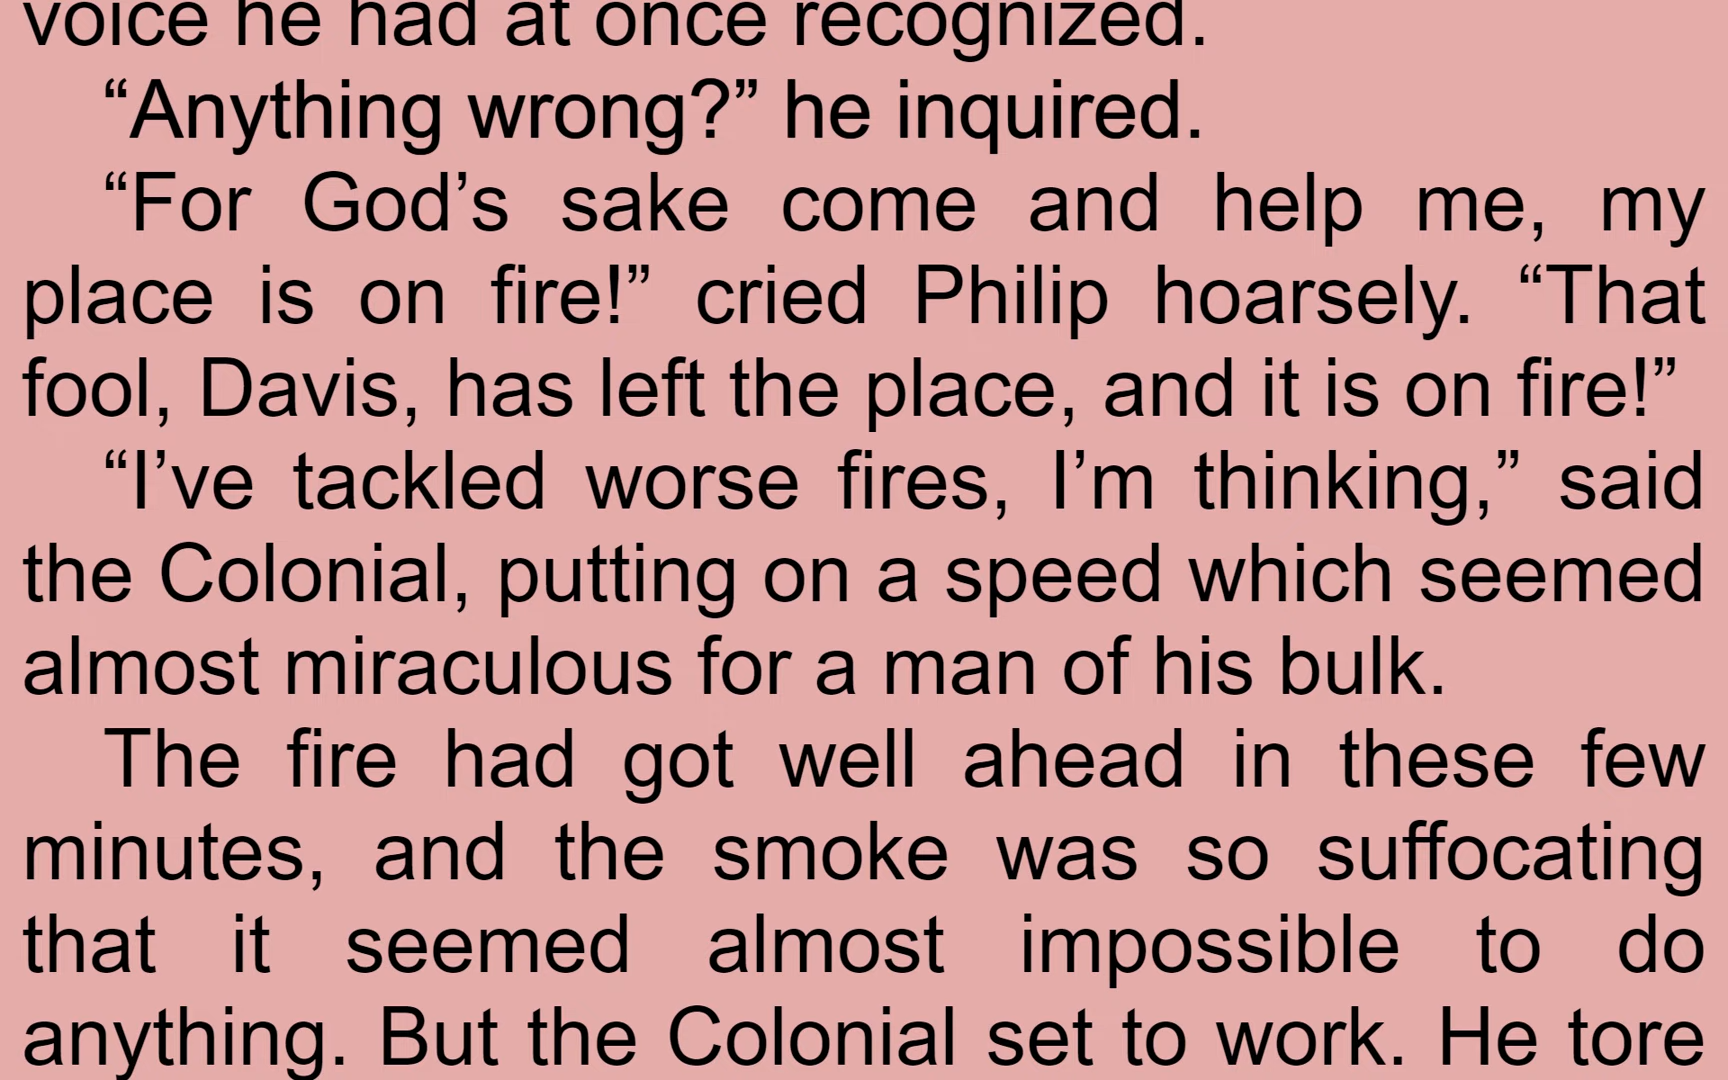 voice he had at once recognized.
“Anything wrong?” he inquired.
“For God’s sake come and help me, my
place is on fire!” cried Philip hoarsely. “That
fool, Davis, has left the place, and it is on fire!”
“I’ve tackled worse fires, I’m thinking,” said
the Colonial, putting on a speed which seemed
almost miraculous for a man of his bulk.
The fire had got well ahead in these few
minutes, and the smoke was so suffocating
that it seemed almost impossible to do
anything. But the Colonial set to work. He tore